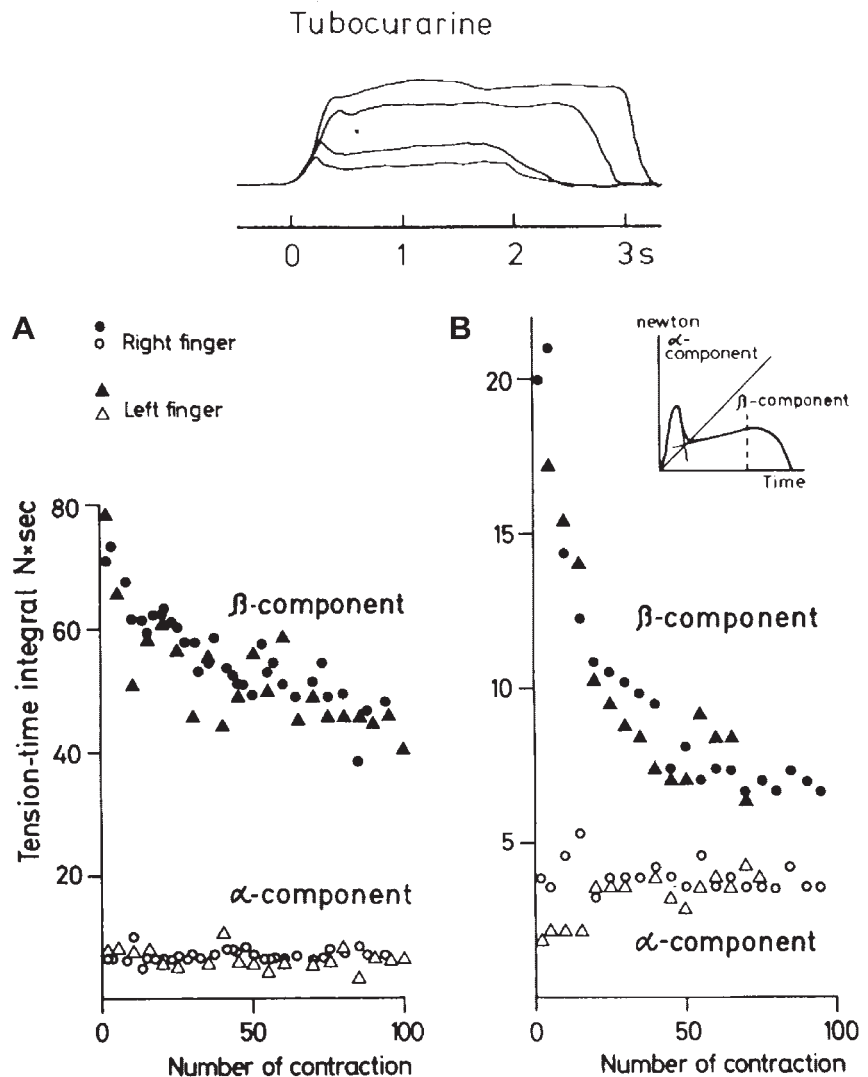 Tubocurarine
0 1 2 3s
A
Right finger
Left finger
Tension-time integral N×sec
80
60
40
20
β-component
α-component
0 50 100
Number of contraction
B
newton
α-
component
β-component
Time
20
15
10
5
β-component
α-component
0 50 100
Number of contraction